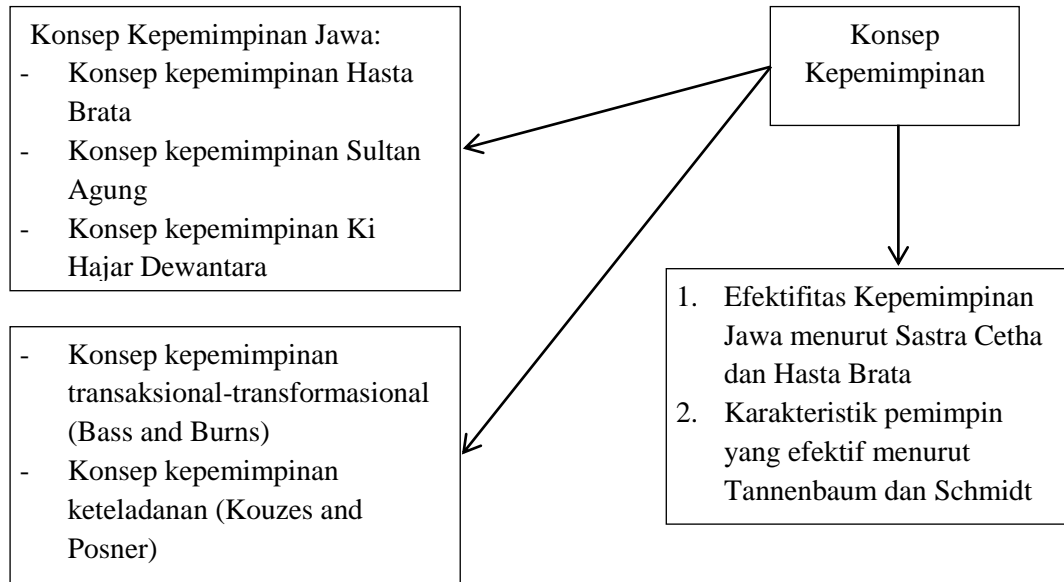 Konsep Kepemimpinan Jawa:
- Konsep kepemimpinan Hasta
Brata
- Konsep kepemimpinan Sultan
Agung
- Konsep kepemimpinan Ki
Hajar Dewantara
Konsep
Kepemimpinan
- Konsep kepemimpinan
transaksional-transformasional
(Bass and Burns)
- Konsep kepemimpinan
keteladanan (Kouzes and
Posner)
1. Efektifitas Kepemimpinan
Jawa menurut Sastra Cetha
dan Hasta Brata
2. Karakteristik pemimpin
yang efektif menurut
Tannenbaum dan Schmidt